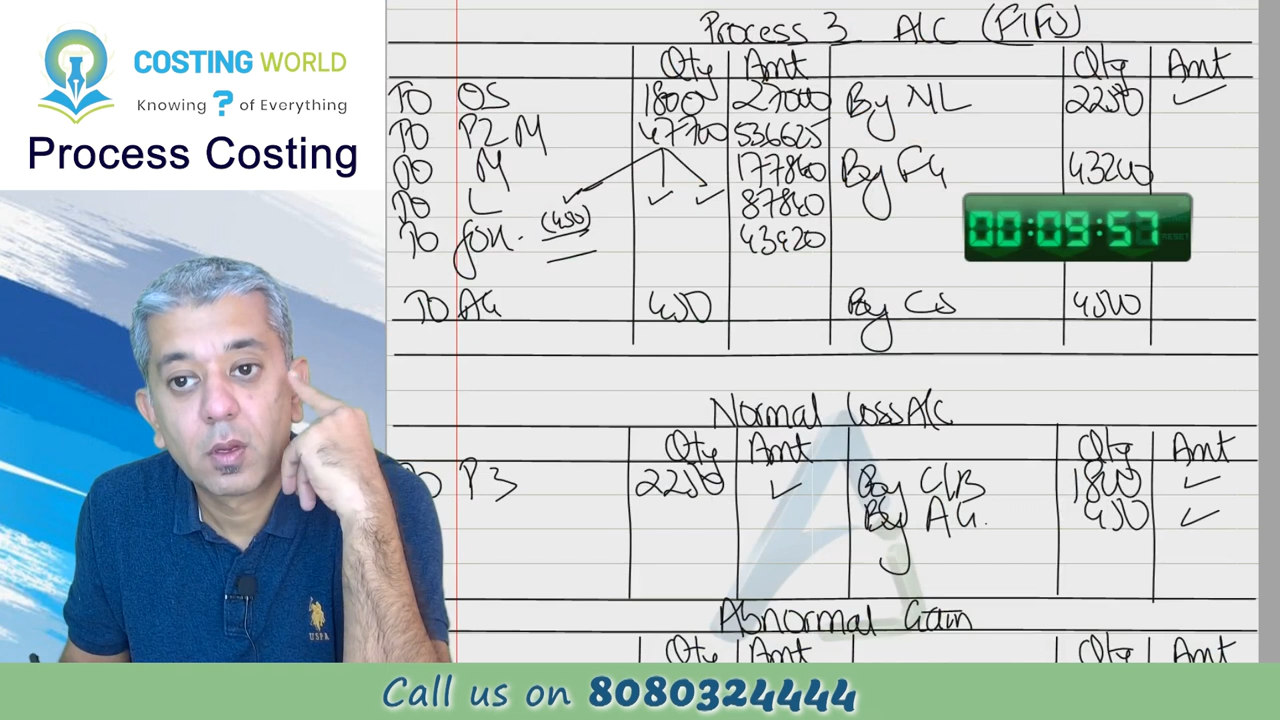 COSTING WORLD
Knowing ? of Everything
Process Costing
Process 3 A/C (FIFO)
Qty Amt Qty Amt
To OS 1800 27000 By NL 2250 ✓
To P2 M 47700 536625
To M 177840 By FG 43200
To L 87840
(450)
To 43920
To AG 450 By CS 4500
00:09:57
RESET
Normal Loss A/C
Qty Amt Qty Amt
P3 2250 ✓ By C/B 1800 ✓
By AG. 450 ✓
By
Abnormal Gain
Qty Amt Qty Amt
USPA
Call us on 8080324444